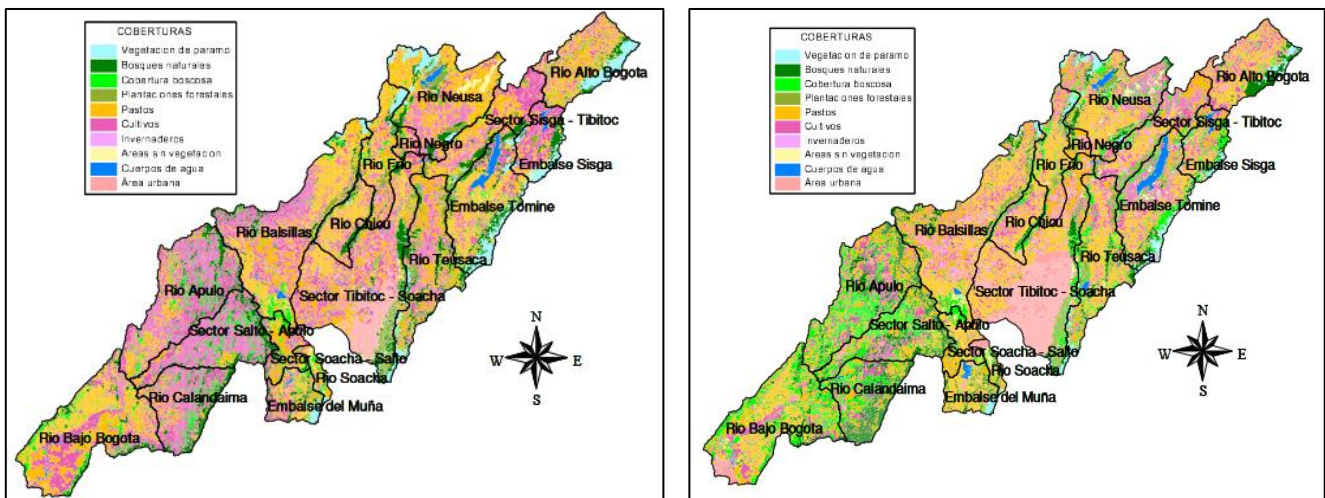 COBERTURAS
Vegetacion de paramo
Bosques naturales
Cobertura boscosa
Plantaciones forestales
Pastos
Cultivos
Invernaderos
Areas sin vegetacion
Cuerpos de agua
Área urbana
Rio Alto Bogota
Rio Neusa
Sector Sisga - Tibitoc
Rio Negro
Rio Frio
Embalse Sisga
Embalse Tomine
Rio Chicu
Rio Balsillas
Rio Teusaca
Rio Apulo
Sector Tibitoc - Soacha
Sector Salto - Apulo
Sector Soacha - Salto
Rio Soacha
Rio Calandaima
Embalse del Muña
Rio Bajo Bogota
N
W E
S
COBERTURAS
Vegetacion de paramo
Bosques naturales
Cobertura boscosa
Plantaciones forestales
Pastos
Cultivos
Invernaderos
Areas sin vegetacion
Cuerpos de agua
Área urbana
Rio Alto Bogota
Rio Neusa
Sector Sisga - Tibitoc
Rio Negro
Rio Frio
Embalse Sisga
Embalse Tomine
Rio Chicu
Rio Balsillas
Rio Teusaca
Rio Apulo
Sector Tibitoc - Soacha
Sector Salto - Apulo
Sector Soacha - Salto
Rio Soacha
Rio Calandaima
Embalse del Muña
Rio Bajo Bogota
N
W E
S